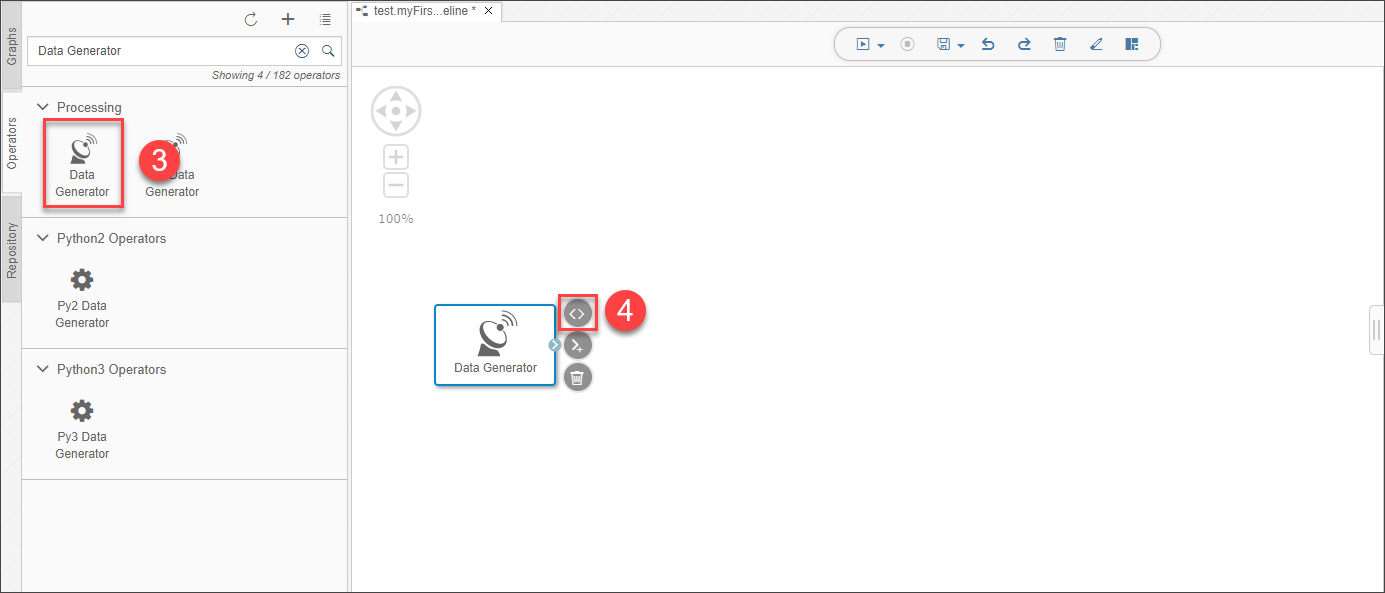 test.myFirs...eline *
Graphs
Operators
Repository
Data Generator
Showing 4 / 182 operators
Processing
Data
Generator
3
Data
Generator
Python2 Operators
Py2 Data
Generator
Python3 Operators
Py3 Data
Generator
100%
Data Generator
4